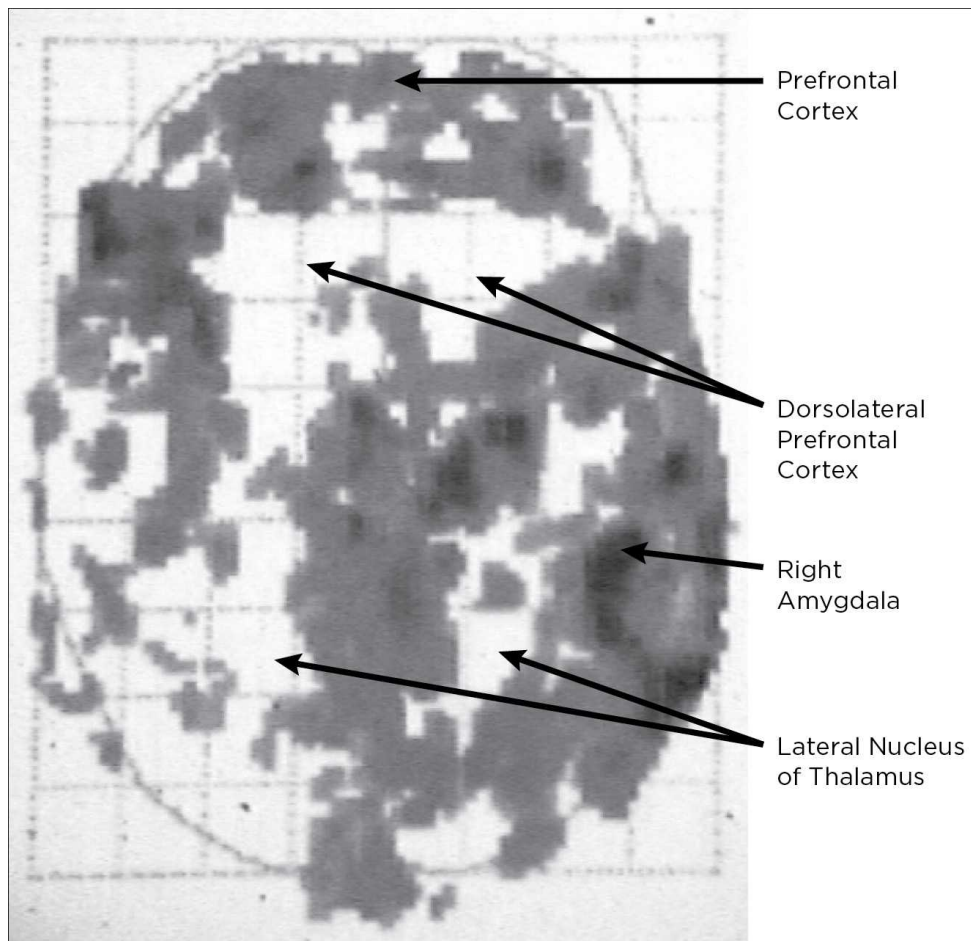 Prefrontal
Cortex
Dorsolateral
Prefrontal
Cortex
Right
Amygdala
Lateral Nucleus
of Thalamus